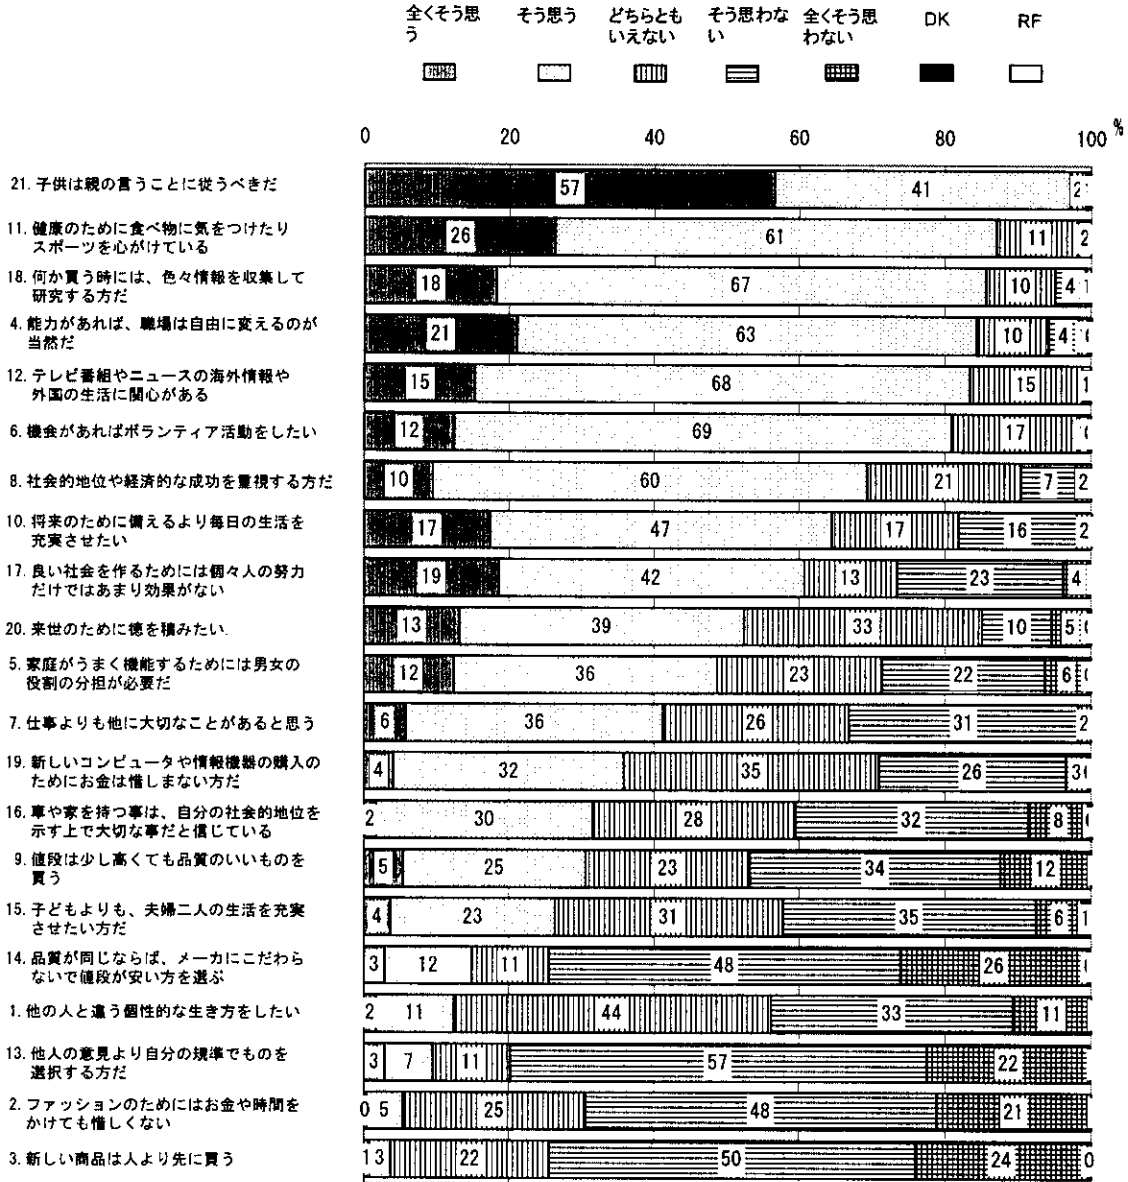 全くそう思う
そう思う
どちらともいえない
そう思わない
全くそう思わない
DK
RF
0 20 40 60 80 100 %
21. 子供は親の言うことに従うべきだ
57 41 2
11. 健康のために食べ物に気をつけたり
スポーツを心がけている
26 61 11 2
18. 何か買う時には、色々情報を収集して
研究する方だ
18 67 10 4 1
4. 能力があれば、職場は自由に変えるのが
当然だ
21 63 10 4
12. テレビ番組やニュースの海外情報や
外国の生活に関心がある
15 68 15 1
6. 機会があればボランティア活動をしたい
12 69 17
8. 社会的地位や経済的な成功を重視する方だ
10 60 21 7 2
10. 将来のために備えるより毎日の生活を
充実させたい
17 47 17 16 2
17. 良い社会を作るためには個々人の努力
だけではあまり効果がない
19 42 13 23 4
20. 来世のために徳を積みたい.
13 39 33 10 5
5. 家庭がうまく機能するためには男女の
役割の分担が必要だ
12 36 23 22 6
7. 仕事よりも他に大切なことがあると思う
6 36 26 31 2
19. 新しいコンピュータや情報機器の購入の
ためにお金は惜しまない方だ
4 32 35 26 3
16. 車や家を持つ事は、自分の社会的地位を
示す上で大切な事だと信じている
2 30 28 32 8
9. 値段は少し高くても品質のいいものを
買う
5 25 23 34 12
15. 子どもよりも、夫婦二人の生活を充実
させたい方だ
4 23 31 35 6 1
14. 品質が同じならば、メーカにこだわら
ないで値段が安い方を選ぶ
3 12 11 48 26
1. 他の人と違う個性的な生き方をしたい
2 11 44 33 11
13. 他人の意見より自分の規準でものを
選択する方だ
3 7 11 57 22
2. ファッションのためにはお金や時間を
かけても惜しくない
0 5 25 48 21
3. 新しい商品は人より先に買う
1 3 22 50 24 0